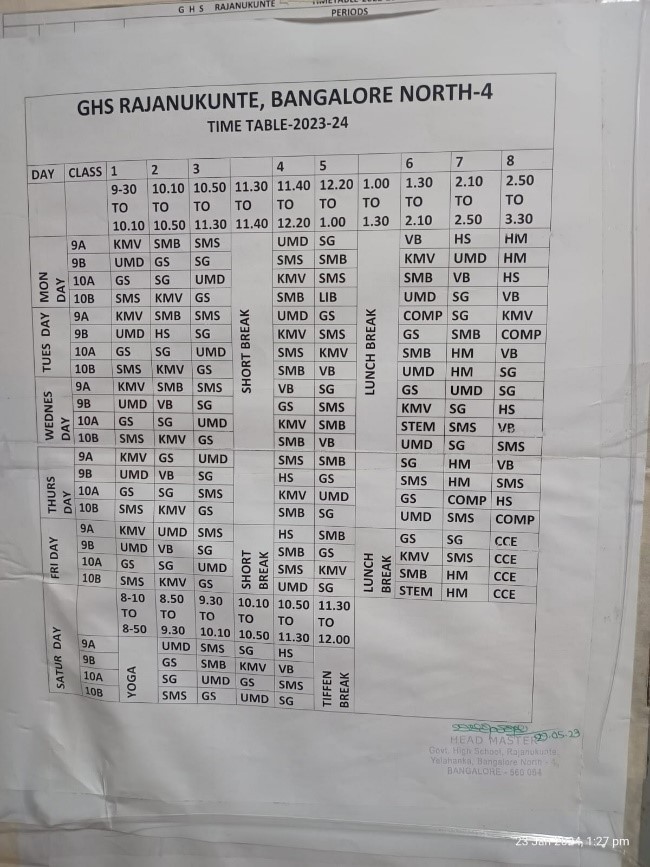 G H S RAJANUKUNTE
PERIODS
GHS RAJANUKUNTE, BANGALORE NORTH-4
TIME TABLE-2023-24
DAY CLASS 1 2 3 4 5 6 7 8
9-30 10.10 10.50 11.30 11.40 12.20 1.00 1.30 2.10 2.50
TO TO TO TO TO TO TO TO TO TO
10.10 10.50 11.30 11.40 12.20 1.00 1.30 2.10 2.50 3.30
MON DAY
SHORT BREAK
LUNCH BREAK
9A KMV SMB SMS UMD SG VB HS HM
9B UMD GS SG SMS SMB KMV UMD HM
10A GS SG UMD KMV SMS SMB VB HS
10B SMS KMV GS SMB LIB UMD SG VB
TUES DAY
9A KMV SMB SMS UMD GS COMP SG KMV
9B UMD HS SG KMV SMS GS SMB COMP
10A GS SG UMD SMS KMV SMB HM VB
10B SMS KMV GS SMB VB UMD HM SG
WEDNES DAY
9A KMV SMB SMS VB SG GS UMD SG
9B UMD VB SG GS SMS KMV SG HS
10A GS SG UMD KMV SMB STEM SMS VB
10B SMS KMV GS SMB VB UMD SG SMS
THURS DAY
9A KMV GS UMD SMS SMB SG HM VB
9B UMD VB SG HS GS SMS HM SMS
10A GS SG SMS KMV UMD GS COMP HS
10B SMS KMV GS SMB SG UMD SMS COMP
FRI DAY
SHORT BREAK
LUNCH BREAK
9A KMV UMD SMS HS SMB GS SG CCE
9B UMD VB SG SMB GS KMV SMS CCE
10A GS SG UMD SMS KMV SMB HM CCE
10B SMS KMV GS UMD SG STEM HM CCE
SATUR DAY
8-10 8.50 9.30 10.10 10.50 11.30
TO TO TO TO TO TO
8-50 9.30 10.10 10.50 11.30 12.00
YOGA
TIFFEN BREAK
9A UMD SMS SG HS
9B GS SMB KMV VB
10A SG UMD GS SMS
10B SMS GS UMD SG
29-05-23
HEAD MASTER
Govt. High School, Rajanukunte,
Yelahanka, Bangalore North - 4,
BANGALORE - 560 064
23 Jan 2024, 1:27 pm